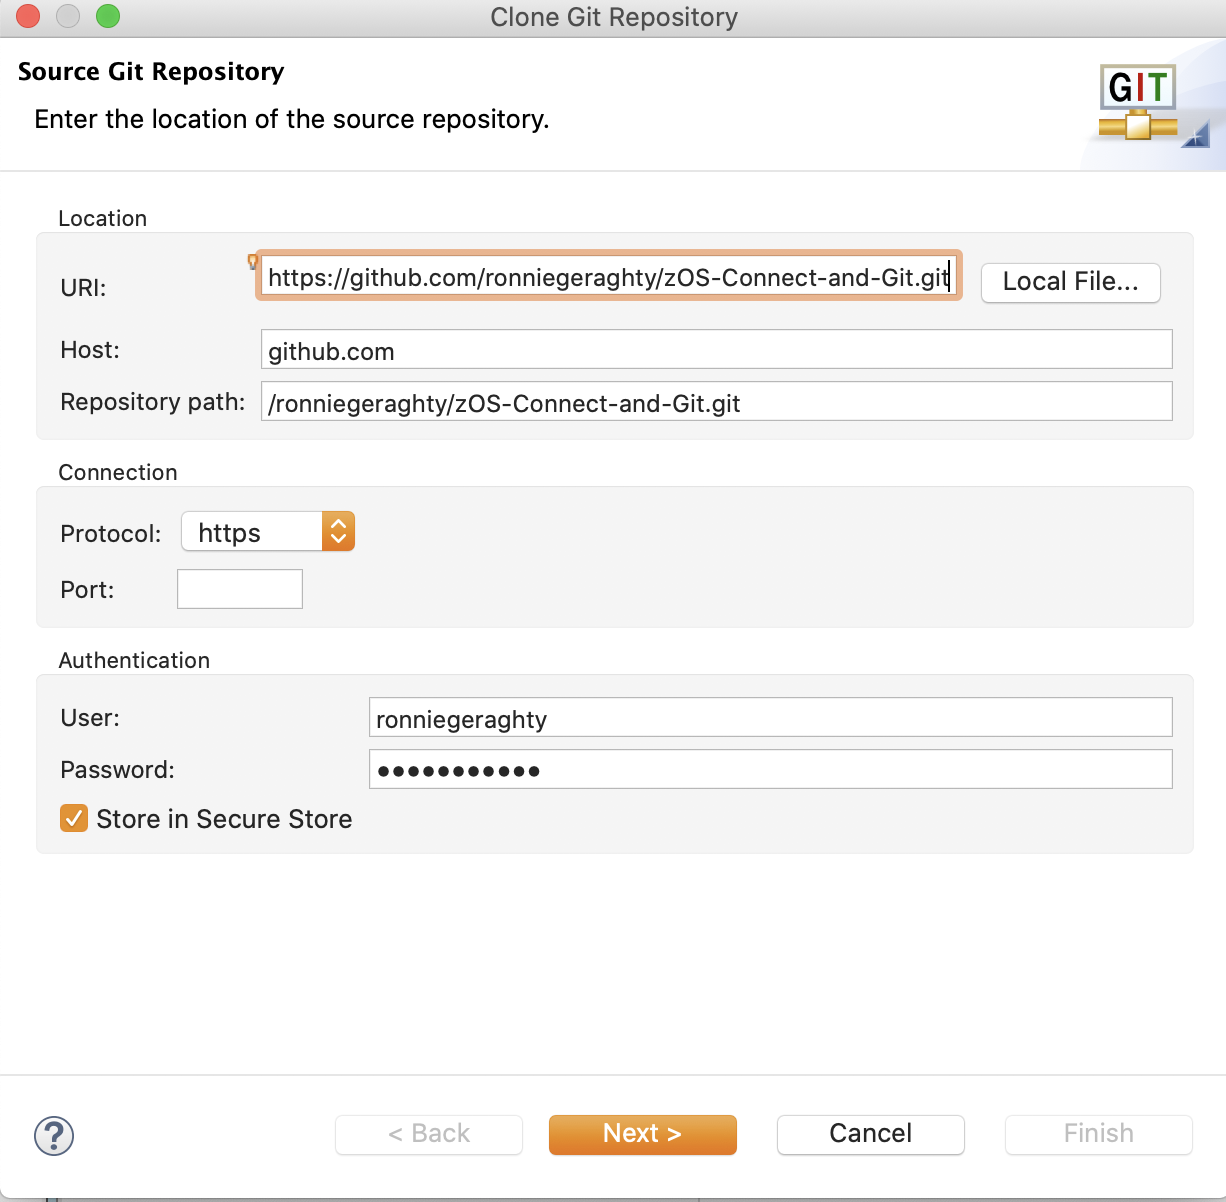 Clone Git Repository
Source Git Repository
Enter the location of the source repository.
GIT
Location
URI: https://github.com/ronniegeraghty/zOS-Connect-and-Git.git Local File...
Host: github.com
Repository path: /ronniegeraghty/zOS-Connect-and-Git.git
Connection
Protocol: https
Port:
Authentication
User: ronniegeraghty
Password: ●●●●●●●●●●●
Store in Secure Store
? < Back Next > Cancel Finish